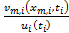 v_{m,i}(x_{m,i}, t_i)
u_i(t_i)